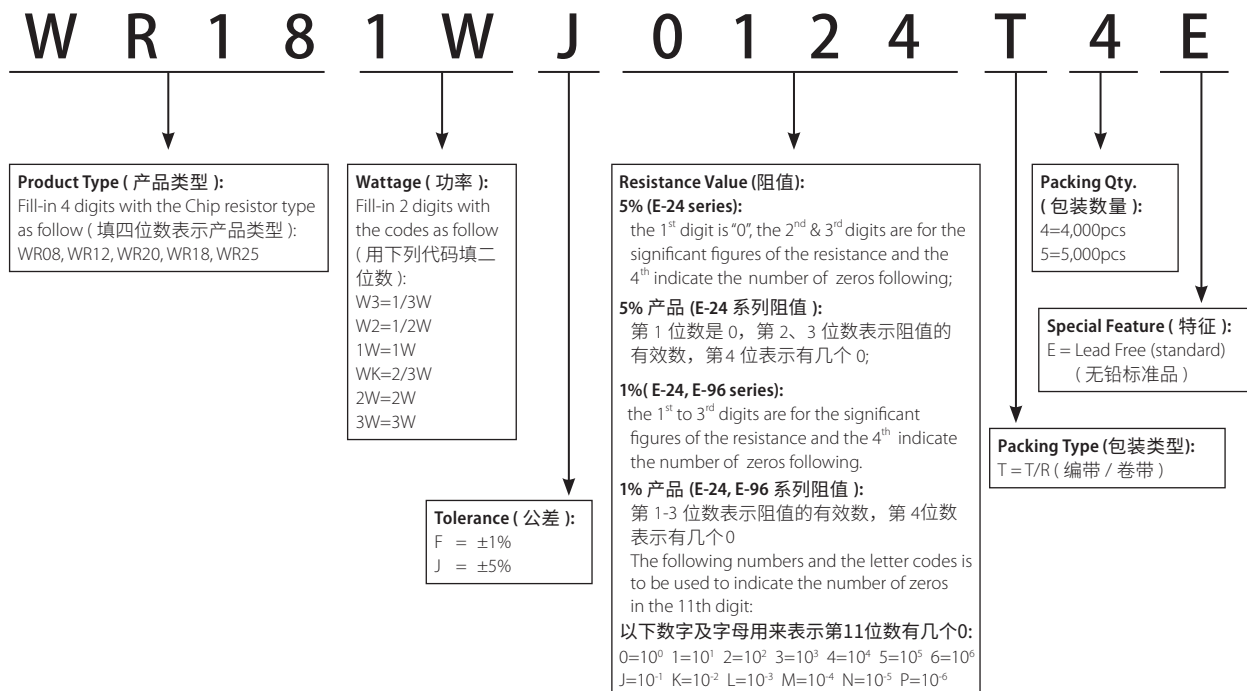 W R 1 8 1 W J 0 1 2 4 T 4 E
Product Type ( 产品类型 ):
Fill-in 4 digits with the Chip resistor type
as follow ( 填四位数表示产品类型 ):
WR08, WR12, WR20, WR18, WR25
Wattage ( 功率 ):
Fill-in 2 digits with
the codes as follow
( 用下列代码填二
位数 ):
W3=1/3W
W2=1/2W
1W=1W
WK=2/3W
2W=2W
3W=3W
Tolerance ( 公差 ):
F = ±1%
J = ±5%
Resistance Value (阻值):
5% (E-24 series):
the 1st digit is "0", the 2nd & 3rd digits are for the
significant figures of the resistance and the
4th indicate the number of zeros following;
5% 产品 (E-24 系列阻值 ):
第 1 位数是 0，第 2、3 位数表示阻值的
有效数，第4 位表示有几个 0;
1%( E-24, E-96 series):
the 1st to 3rd digits are for the significant
figures of the resistance and the 4th indicate
the number of zeros following.
1% 产品 (E-24, E-96 系列阻值 ):
第 1-3 位数表示阻值的有效数，第 4位数
表示有几个0
The following numbers and the letter codes is
to be used to indicate the number of zeros
in the 11th digit:
以下数字及字母用来表示第11位数有几个0:
0=10⁰ 1=10¹ 2=10² 3=10³ 4=10⁴ 5=10⁵ 6=10⁶
J=10⁻¹ K=10⁻² L=10⁻³ M=10⁻⁴ N=10⁻⁵ P=10⁻⁶
Packing Type (包装类型):
T = T/R ( 编带 / 卷带 )
Packing Qty.
( 包装数量 ):
4=4,000pcs
5=5,000pcs
Special Feature ( 特征 ):
E = Lead Free (standard)
( 无铅标准品 )